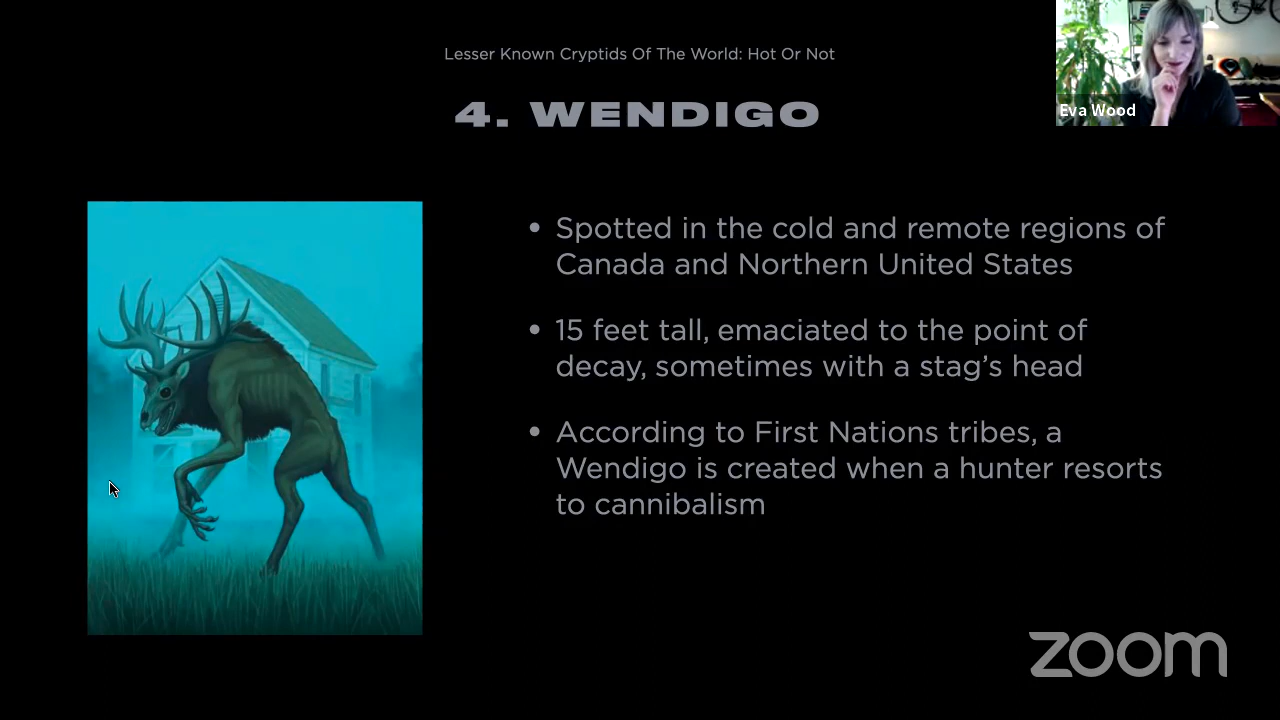 Lesser Known Cryptids Of The World: Hot Or Not
4. WENDIGO
Eva Wood
• Spotted in the cold and remote regions of
Canada and Northern United States
• 15 feet tall, emaciated to the point of
decay, sometimes with a stag’s head
• According to First Nations tribes, a
Wendigo is created when a hunter resorts
to cannibalism
zoom